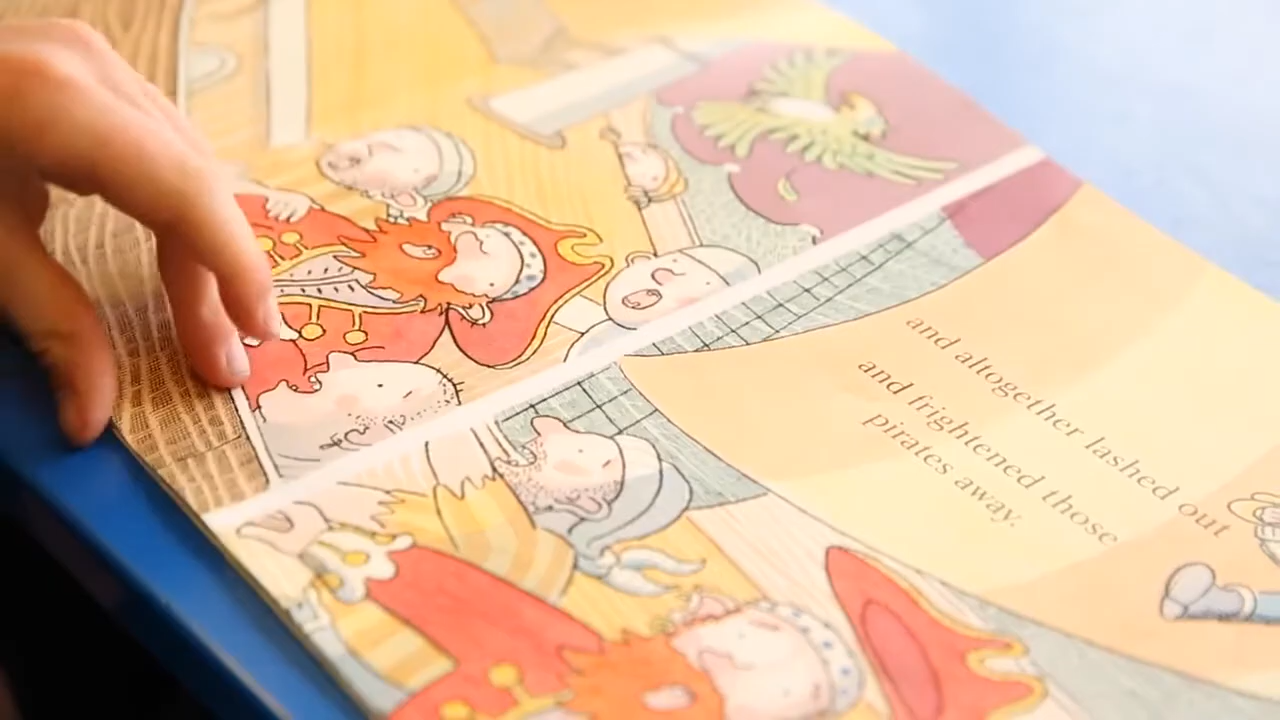 and altogether lashed out
and frightened those
pirates away.